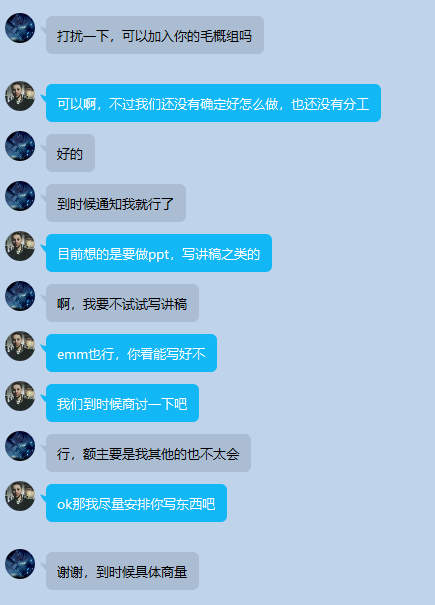 打扰一下，可以加入你的毛概组吗
可以啊，不过我们还没有确定好怎么做，也还没有分工
好的
到时候通知我就行了
目前想的是要做ppt，写讲稿之类的
啊，我要不试试写讲稿
emm也行，你看能写好不
我们到时候商讨一下吧
行，额主要是我其他的也不太会
ok那我尽量安排你写东西吧
谢谢，到时候具体商量